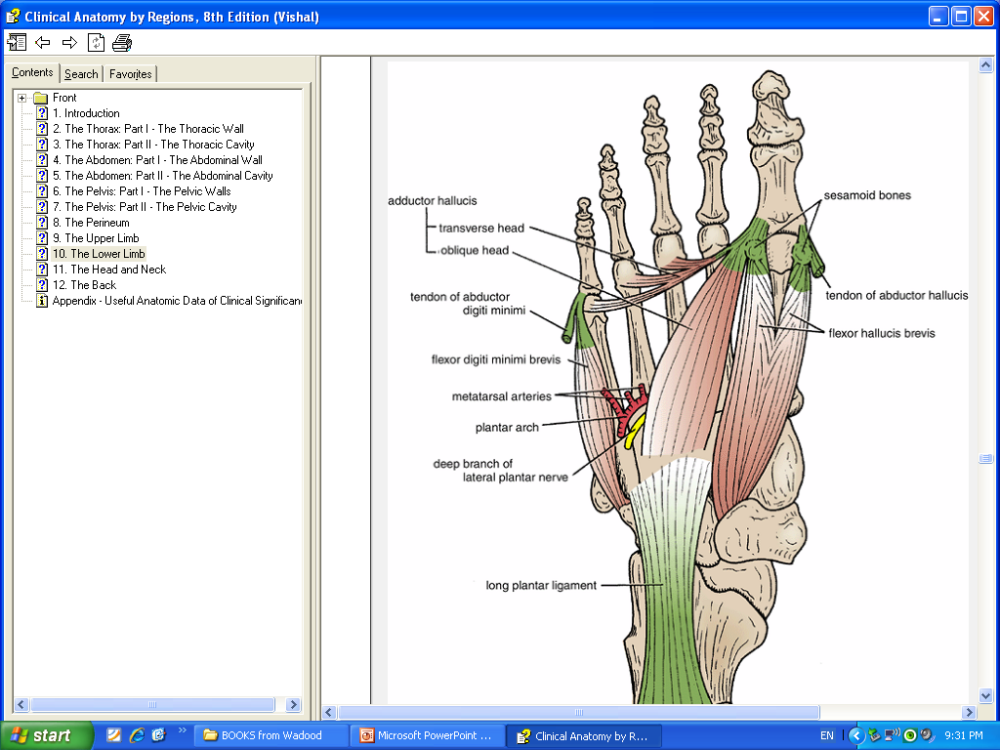 Clinical Anatomy by Regions, 8th Edition (Vishal)
Contents Search Favorites
Front
1. Introduction
2. The Thorax: Part I - The Thoracic Wall
3. The Thorax: Part II - The Thoracic Cavity
4. The Abdomen: Part I - The Abdominal Wall
5. The Abdomen: Part II - The Abdominal Cavity
6. The Pelvis: Part I - The Pelvic Walls
7. The Pelvis: Part II - The Pelvic Cavity
8. The Perineum
9. The Upper Limb
10. The Lower Limb
11. The Head and Neck
12. The Back
Appendix - Useful Anatomic Data of Clinical Significan
adductor hallucis
transverse head
oblique head
tendon of abductor
digiti minimi
flexor digiti minimi brevis
metatarsal arteries
plantar arch
deep branch of
lateral plantar nerve
long plantar ligament
sesamoid bones
tendon of abductor hallucis
flexor hallucis brevis
start
BOOKS from Wadood
Microsoft PowerPoint ...
Clinical Anatomy by R...
EN
9:31 PM